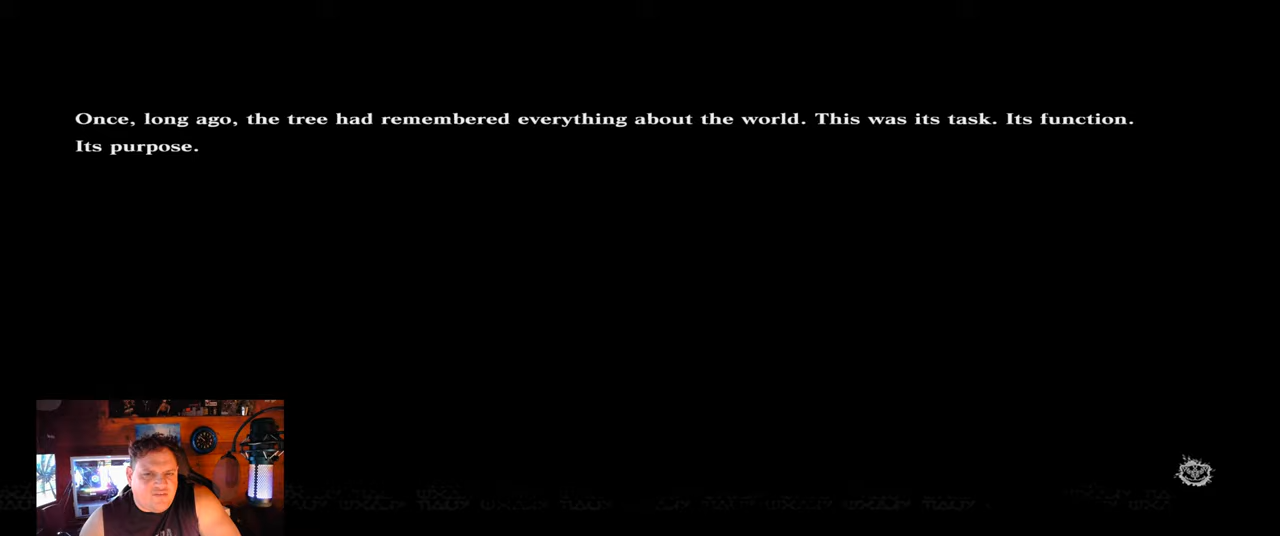 Once, long ago, the tree had remembered everything about the world. This was its task. Its function.
Its purpose.